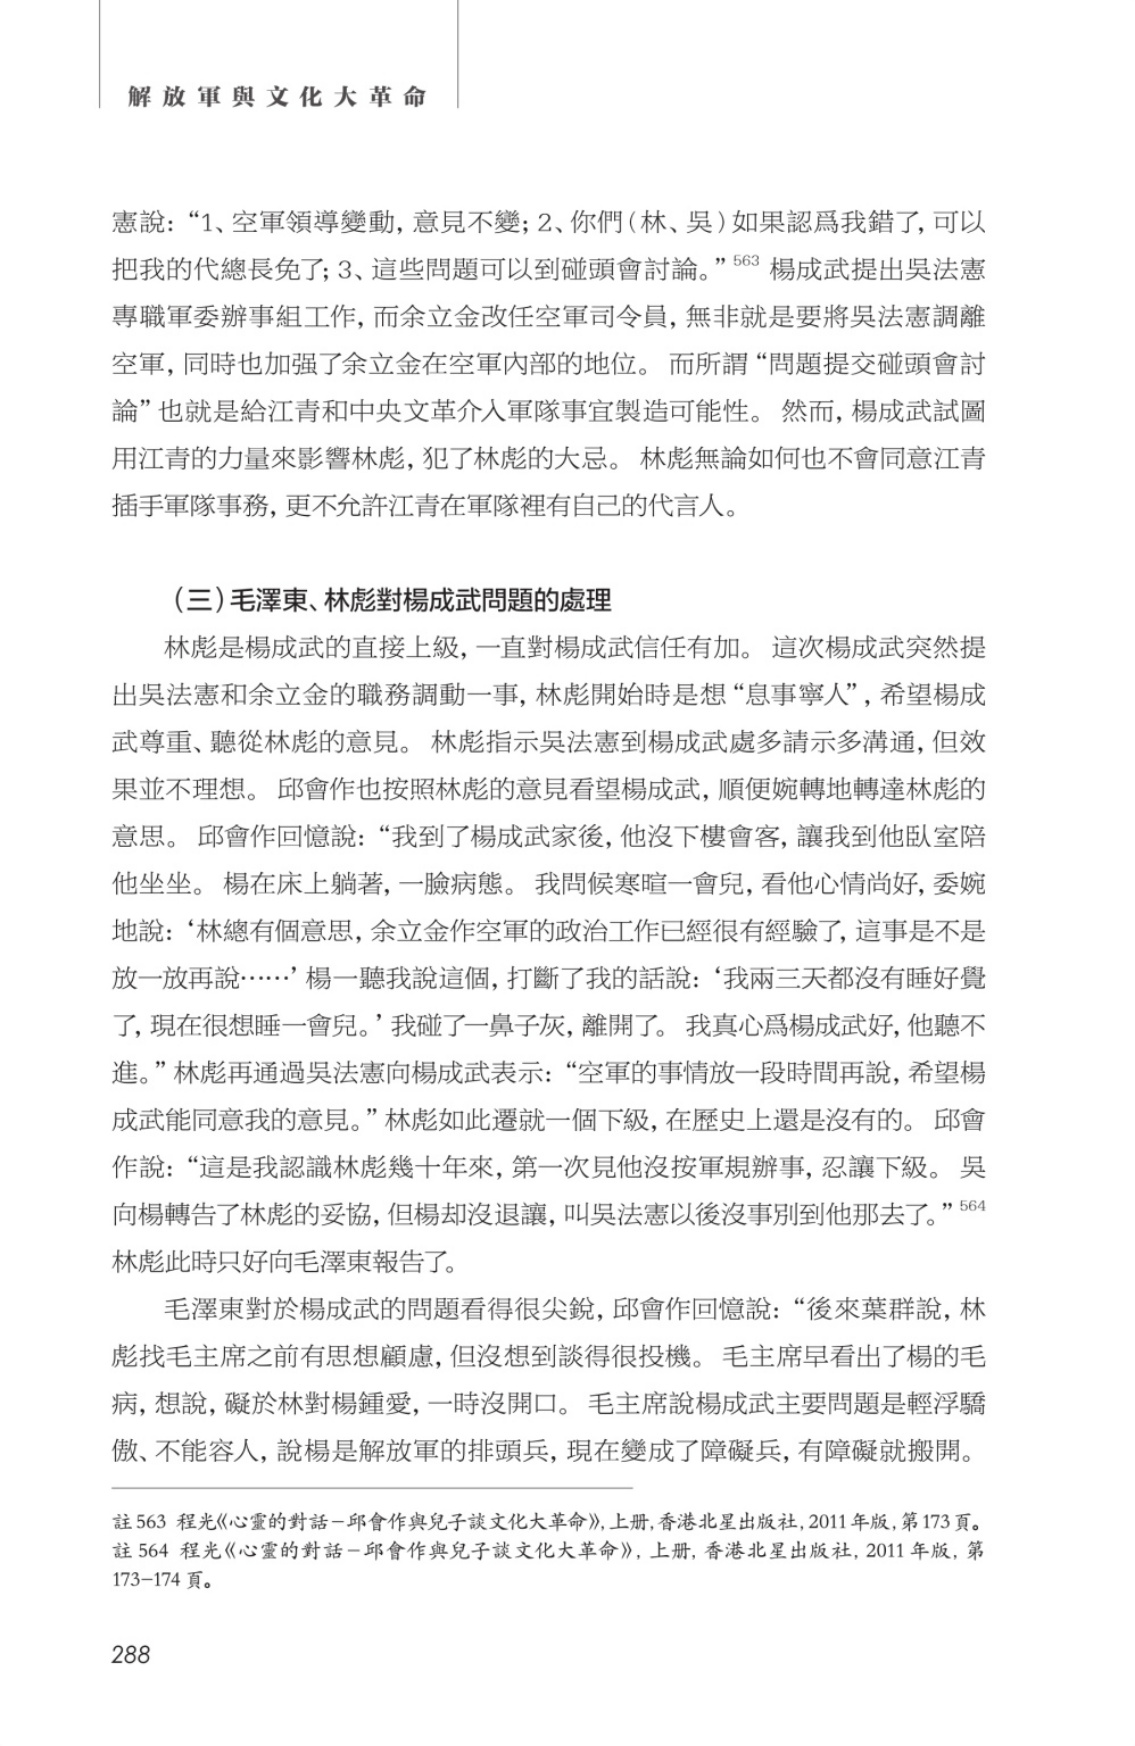 解放軍與文化大革命
憲說：“1、空軍領導變動，意見不變；2、你們（林、吳）如果認爲我錯了，可以
把我的代總長免了；3、這些問題可以到碰頭會討論。”563 楊成武提出吳法憲
專職軍委辦事組工作，而余立金改任空軍司令員，無非就是要將吳法憲調離
空軍，同時也加强了余立金在空軍內部的地位。 而所謂“問題提交碰頭會討
論”也就是給江青和中央文革介入軍隊事宜製造可能性。 然而，楊成武試圖
用江青的力量來影響林彪，犯了林彪的大忌。 林彪無論如何也不會同意江青
插手軍隊事務，更不允許江青在軍隊裡有自己的代言人。
（三）毛澤東、林彪對楊成武問題的處理
林彪是楊成武的直接上級，一直對楊成武信任有加。 這次楊成武突然提
出吳法憲和余立金的職務調動一事，林彪開始時是想“息事寧人”，希望楊成
武尊重、聽從林彪的意見。 林彪指示吳法憲到楊成武處多請示多溝通，但效
果並不理想。 邱會作也按照林彪的意見看望楊成武，順便婉轉地轉達林彪的
意思。 邱會作回憶說：“我到了楊成武家後，他沒下樓會客，讓我到他臥室陪
他坐坐。 楊在床上躺著，一臉病態。 我問候寒暄一會兒，看他心情尚好，委婉
地說：‘林總有個意思，余立金作空軍的政治工作已經很有經驗了，這事是不是
放一放再說……’楊一聽我說這個，打斷了我的話說：‘我兩三天都沒有睡好覺
了，現在很想睡一會兒。’我碰了一鼻子灰，離開了。 我真心爲楊成武好，他聽不
進。”林彪再通過吳法憲向楊成武表示：“空軍的事情放一段時間再說，希望楊
成武能同意我的意見。”林彪如此遷就一個下級，在歷史上還是沒有的。 邱會
作說：“這是我認識林彪幾十年來，第一次見他沒按軍規辦事，忍讓下級。 吳
向楊轉告了林彪的妥協，但楊却沒退讓，叫吳法憲以後沒事別到他那去了。”564
林彪此時只好向毛澤東報告了。
毛澤東對於楊成武的問題看得很尖銳，邱會作回憶說：“後來葉群說，林
彪找毛主席之前有思想顧慮，但沒想到談得很投機。 毛主席早看出了楊的毛
病，想說，礙於林對楊鍾愛，一時沒開口。 毛主席說楊成武主要問題是輕浮驕
傲、不能容人，說楊是解放軍的排頭兵，現在變成了障礙兵，有障礙就搬開。
註 563 程光《心靈的對話－邱會作與兒子談文化大革命》，上册，香港北星出版社，2011年版，第173頁。
註 564 程光《心靈的對話－邱會作與兒子談文化大革命》，上册，香港北星出版社，2011年版，第
173–174頁。
288